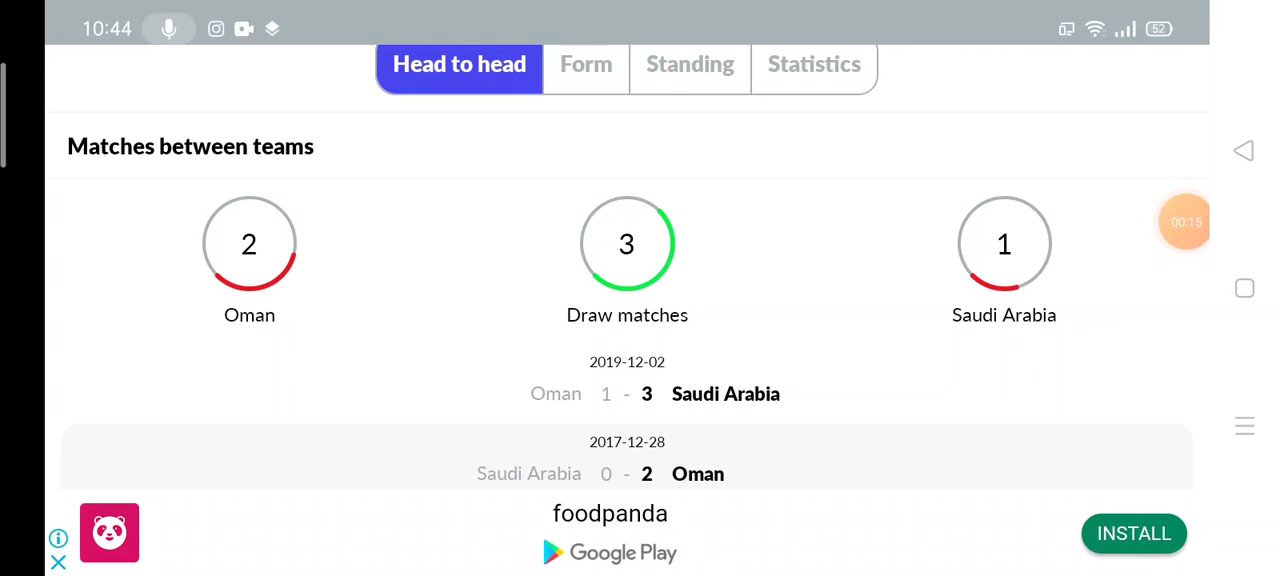 10:44
52
Head to head Form Standing Statistics
Matches between teams
2 3 1
00:15
Oman Draw matches Saudi Arabia
2019-12-02
Oman 1 - 3 Saudi Arabia
2017-12-28
Saudi Arabia 0 - 2 Oman
foodpanda
INSTALL
Google Play